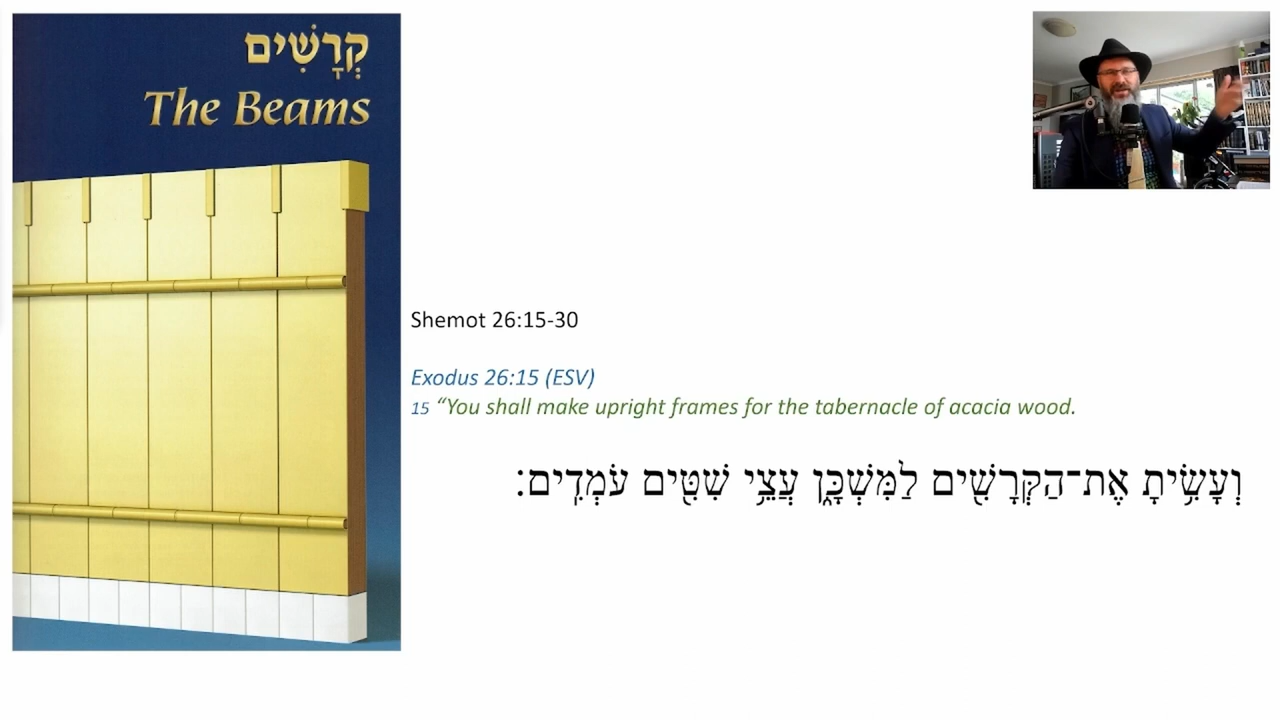 קְרָשִׁים
The Beams
Shemot 26:15-30
Exodus 26:15 (ESV)
15 “You shall make upright frames for the tabernacle of acacia wood.
וְעָשִׂ֥יתָ אֶת־הַקְּרָשִׁ֖ים לַמִּשְׁכָּ֑ן עֲצֵ֥י שִׁטִּ֖ים עֹמְדִֽים׃